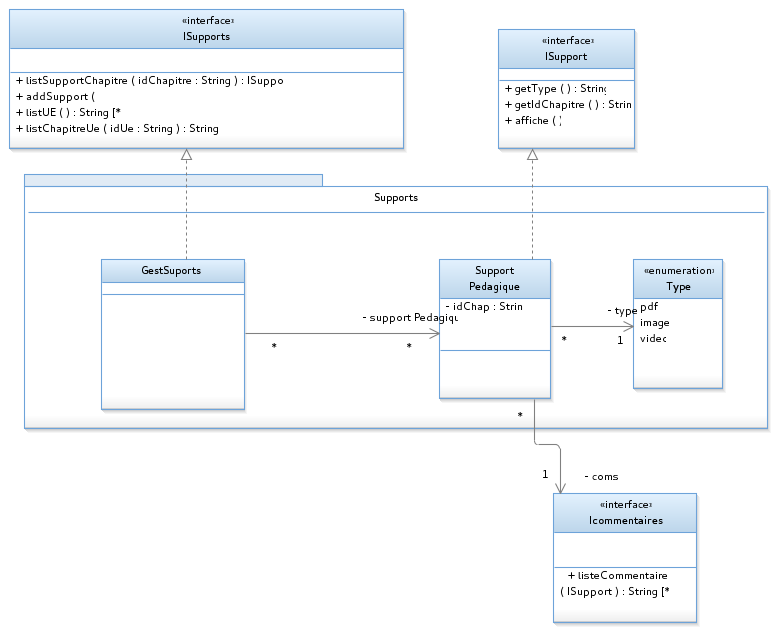 «interface»
ISupports
+ listSupportChapitre ( idChapitre : String ) : ISuppo
+ addSupport (
+ listUE ( ) : String [*
+ listChapitreUe ( idUe : String ) : String
«interface»
ISupport
+ getType ( ) : String
+ getIdChapitre ( ) : Strin
+ affiche ( )
Supports
GestSuports
- support Pedagiqu
*
*
Support
Pedagique
- idChap : Strin
- type
*
1
«enumeration»
Type
pdf
image
video
*
1
- coms
«interface»
Icommentaires
+ listeCommentaire
( ISupport ) : String [*